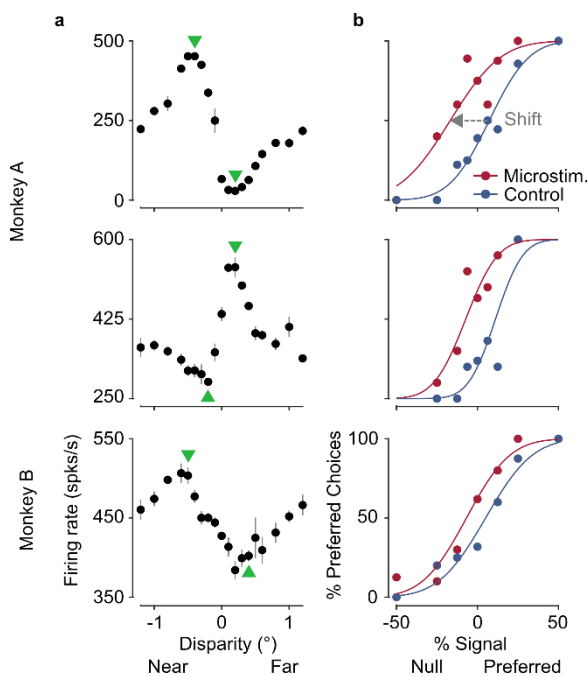 a
b
Monkey A
500
250
0
Shift
Microstim.
Control
600
425
250
Monkey B
Firing rate (spks/s)
550
450
350
-1 0 1
Disparity (°)
Near Far
% Preferred Choices
100
50
0
-50 0 50
% Signal
Null Preferred